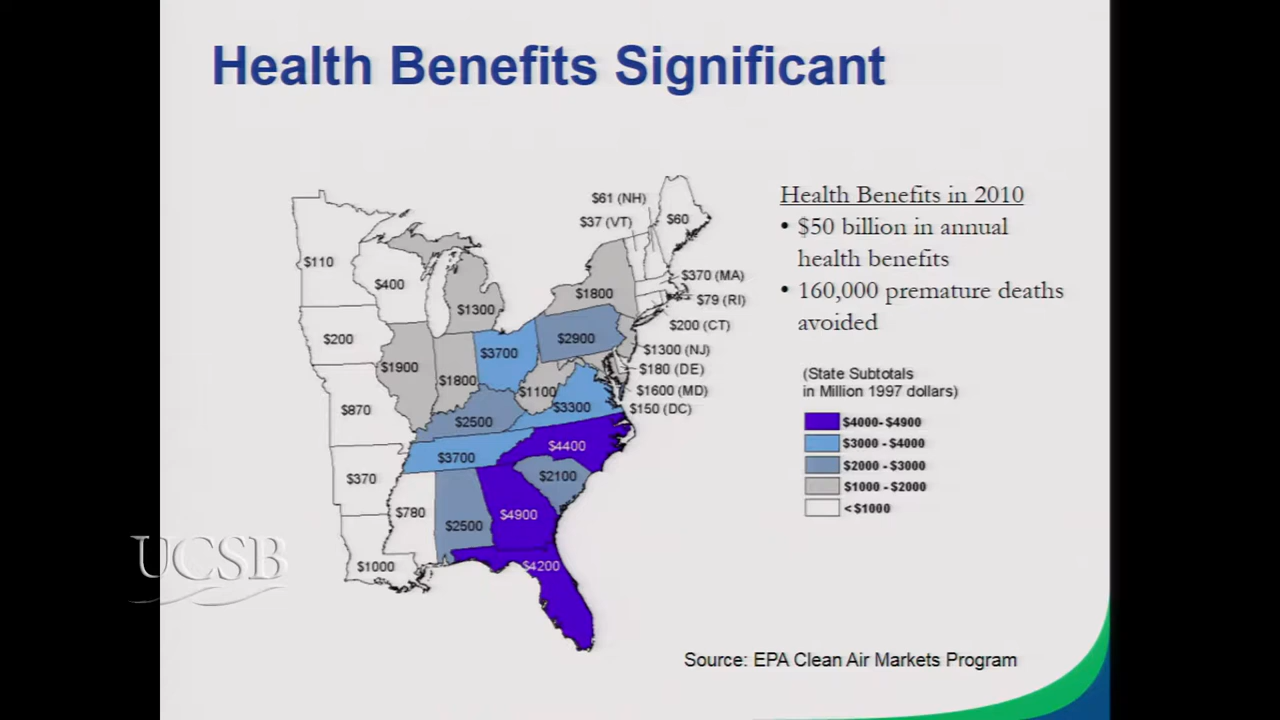 Health Benefits Significant
$61 (NH)
$37 (VT)
$60
$110
$400
$1300
$1800
$370 (MA)
$79 (RI)
$200 (CT)
$200
$1900
$1800
$3700
$2900
$1300 (NJ)
$180 (DE)
$1600 (MD)
$150 (DC)
$870
$2500
$1100
$3300
$3700
$4400
$370
$780
$2500
$4900
$2100
$1000
$4200
Health Benefits in 2010
• $50 billion in annual
health benefits
• 160,000 premature deaths
avoided
(State Subtotals
in Million 1997 dollars)
$4000- $4900
$3000 - $4000
$2000 - $3000
$1000 - $2000
< $1000
UCSB
Source: EPA Clean Air Markets Program